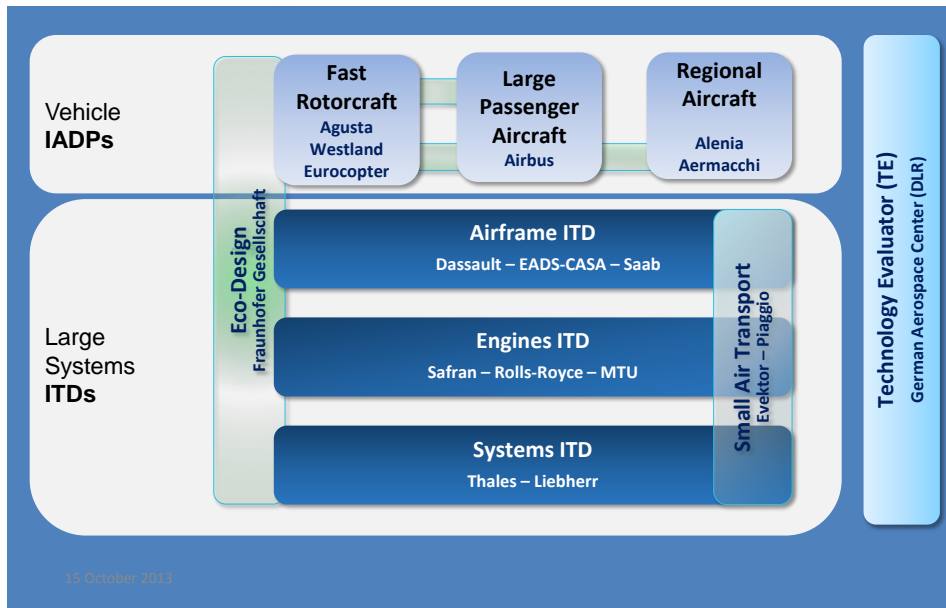 Vehicle
IADPs
Fast
Rotorcraft
Agusta
Westland
Eurocopter
Large
Passenger
Aircraft
Airbus
Regional
Aircraft
Alenia
Aermacchi
Large
Systems
ITDs
Eco-Design
Fraunhofer Gesellschaft
Airframe ITD
Dassault – EADS-CASA – Saab
Engines ITD
Safran – Rolls-Royce – MTU
Systems ITD
Thales – Liebherr
Small Air Transport
Evektor – Piaggio
Technology Evaluator (TE)
German Aerospace Center (DLR)
15 October 2013